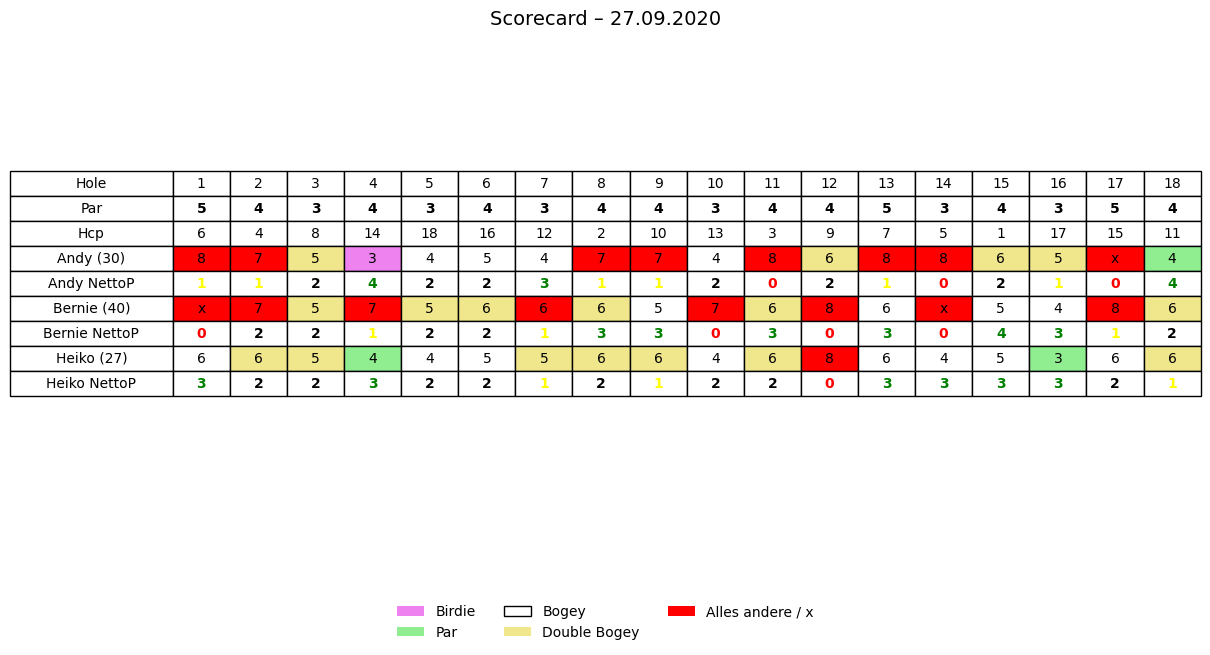 Scorecard – 27.09.2020
Hole 1 2 3 4 5 6 7 8 9 10 11 12 13 14 15 16 17 18
Par 5 4 3 4 3 4 3 4 4 3 4 4 5 3 4 3 5 4
Hcp 6 4 8 14 18 16 12 2 10 13 3 9 7 5 1 17 15 11
Andy (30) 8 7 5 3 4 5 4 7 7 4 8 6 8 8 6 5 x 4
Andy NettoP 1 1 2 4 2 2 3 1 1 2 0 2 1 0 2 1 0 4
Bernie (40) x 7 5 7 5 6 6 6 5 7 6 8 6 x 5 4 8 6
Bernie NettoP 0 2 2 1 2 2 1 3 3 0 3 0 3 0 4 3 1 2
Heiko (27) 6 6 5 4 4 5 5 6 6 4 6 8 6 4 5 3 6 6
Heiko NettoP 3 2 2 3 2 2 1 2 1 2 2 0 3 3 3 3 2 1
Birdie Bogey Alles andere / x
Par Double Bogey